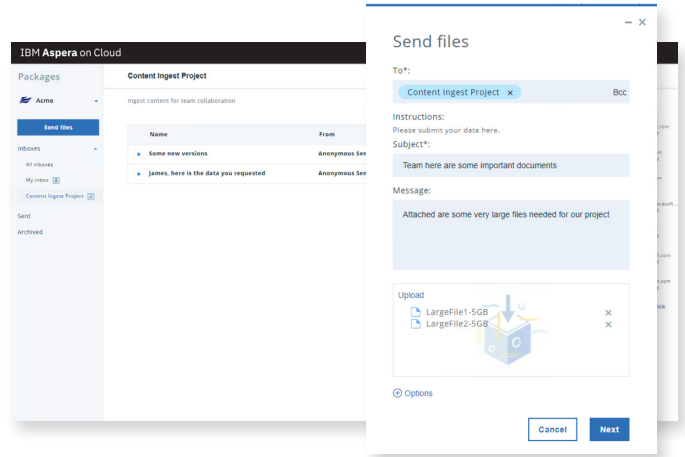 IBM Aspera on Cloud
Packages
Acme
Send files
Inboxes
All inboxes
My inbox 3
Content Ingest Project 2
Sent
Archived
Content Ingest Project
Ingest content for team collaboration
Name From
Some new versions Anonymous Sen
James, here is the data you requested Anonymous Sen
Send files
To*:
Content Ingest Project × Bcc
Instructions:
Please submit your data here.
Subject*:
Team here are some important documents
Message:
Attached are some very large files needed for our project
Upload
LargeFile1-5GB
LargeFile2-5GB
Options
Cancel Next